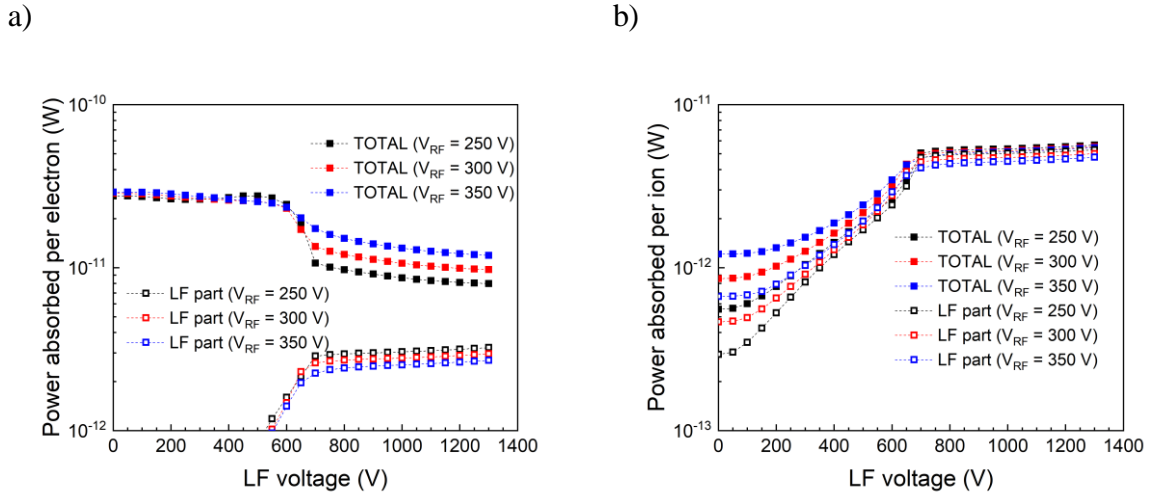 a)
b)
Power absorbed per electron (W)
10⁻¹⁰
10⁻¹¹
10⁻¹²
TOTAL (V_RF = 250 V)
TOTAL (V_RF = 300 V)
TOTAL (V_RF = 350 V)
LF part (V_RF = 250 V)
LF part (V_RF = 300 V)
LF part (V_RF = 350 V)
0 200 400 600 800 1000 1200 1400
LF voltage (V)
Power absorbed per ion (W)
10⁻¹¹
10⁻¹²
10⁻¹³
TOTAL (V_RF = 250 V)
TOTAL (V_RF = 300 V)
TOTAL (V_RF = 350 V)
LF part (V_RF = 250 V)
LF part (V_RF = 300 V)
LF part (V_RF = 350 V)
0 200 400 600 800 1000 1200 1400
LF voltage (V)